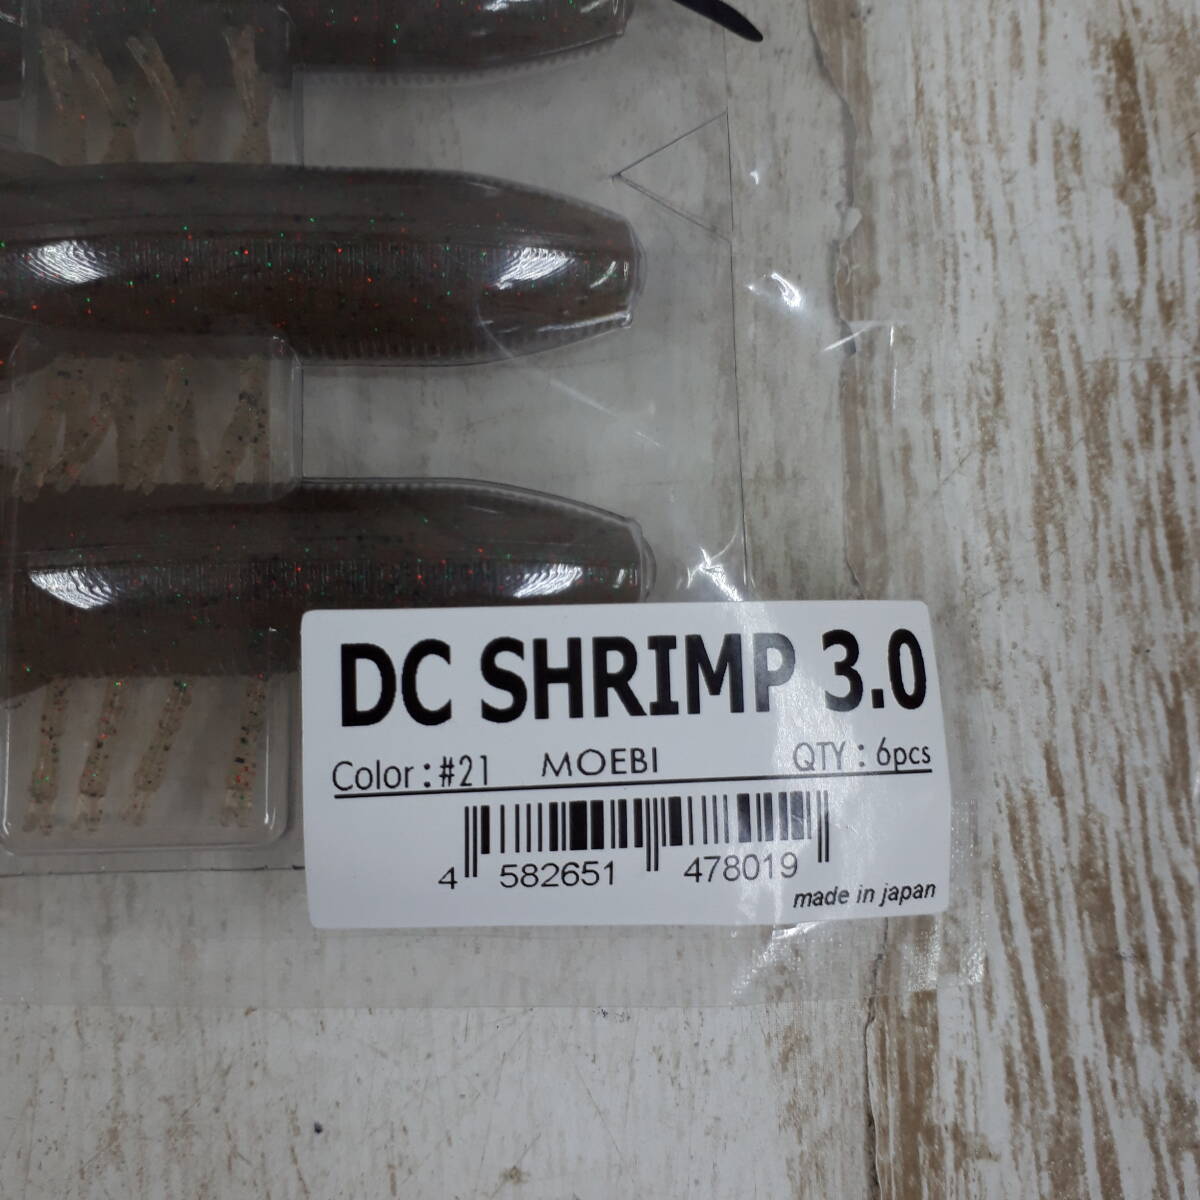 DC SHRIMP 3.0
Color : #21 MOEBI QTY : 6pcs
4 582651 478019
made in japan